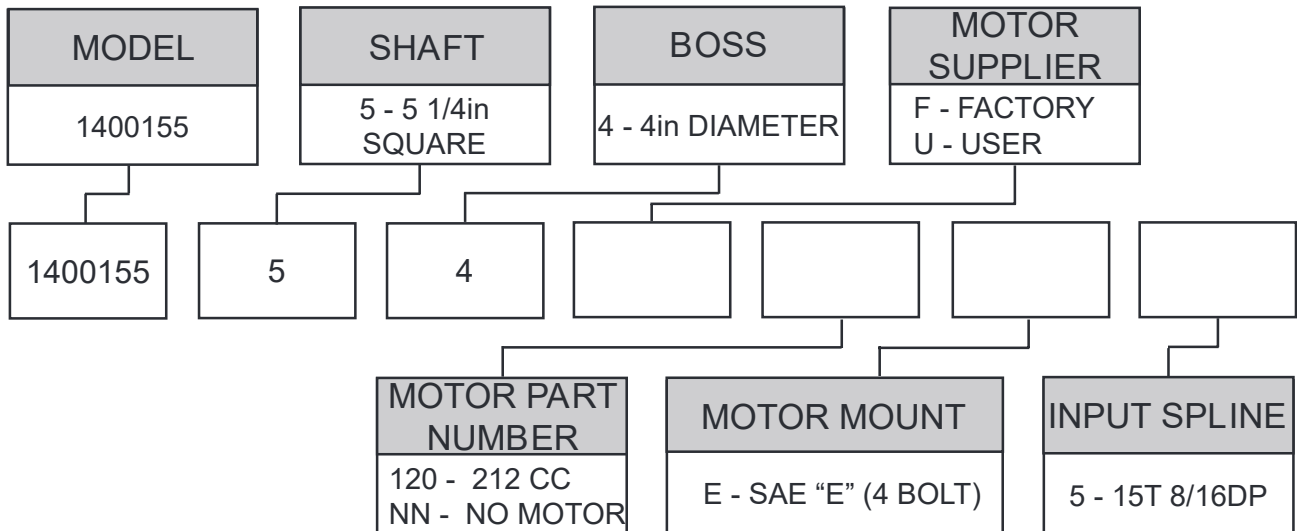 MODEL
1400155
SHAFT
5 - 5 1/4in
SQUARE
BOSS
4 - 4in DIAMETER
MOTOR
SUPPLIER
F - FACTORY
U - USER
1400155
5
4
MOTOR PART
NUMBER
120 - 212 CC
NN - NO MOTOR
MOTOR MOUNT
E - SAE “E” (4 BOLT)
INPUT SPLINE
5 - 15T 8/16DP